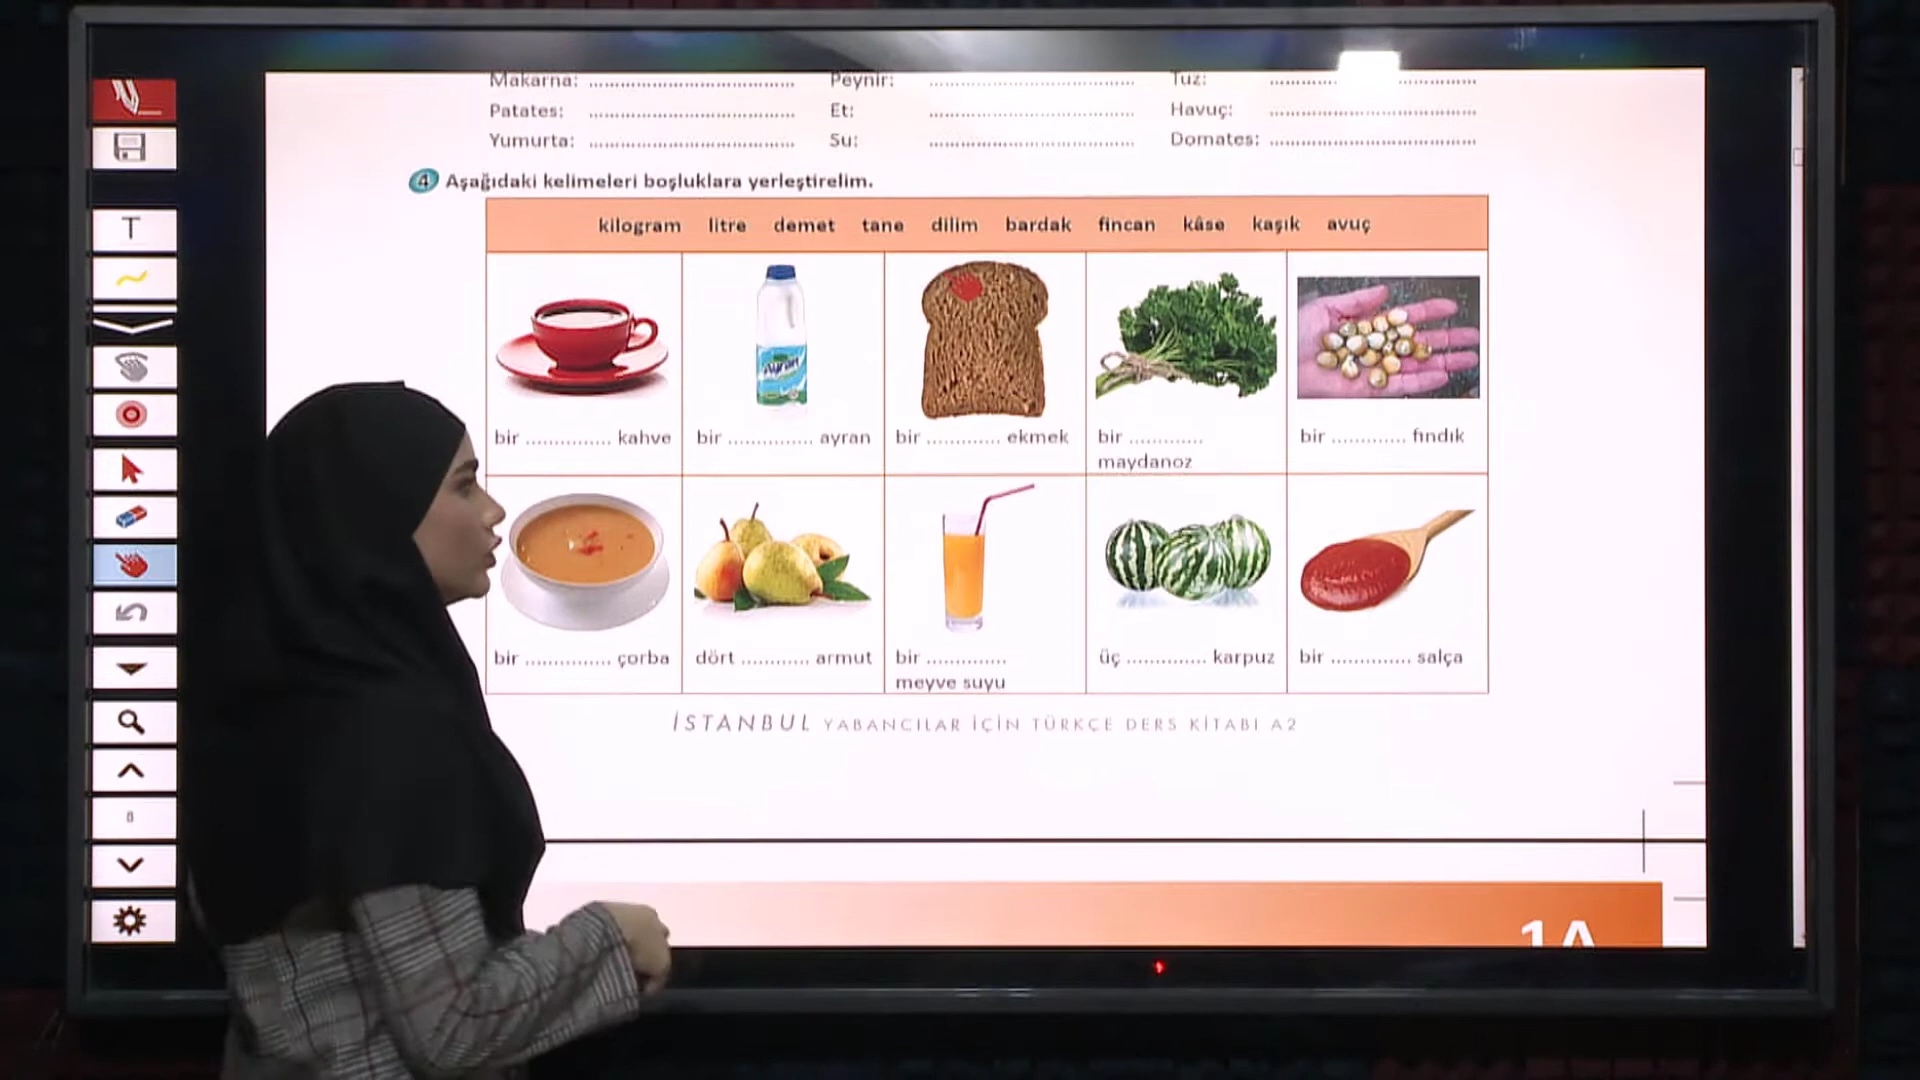 Makarna: ........................................ Peynir: ........................................ Tuz: ........................................
Patates: ........................................ Et: ........................................ Havuç: ........................................
Yumurta: ........................................ Su: ........................................ Domates: ........................................
4 Aşağıdaki kelimeleri boşluklara yerleştirelim.
kilogram litre demet tane dilim bardak fincan kâse kaşık avuç
Ayran
bir .............. kahve
bir .............. ayran
bir ............ ekmek
bir ............
maydanoz
bir ............ fındık
bir .............. çorba
dört ............ armut
bir .............
meyve suyu
üç ............. karpuz
bir ............. salça
İSTANBUL YABANCILAR İÇİN TÜRKÇE DERS KİTABI A2
1A
T